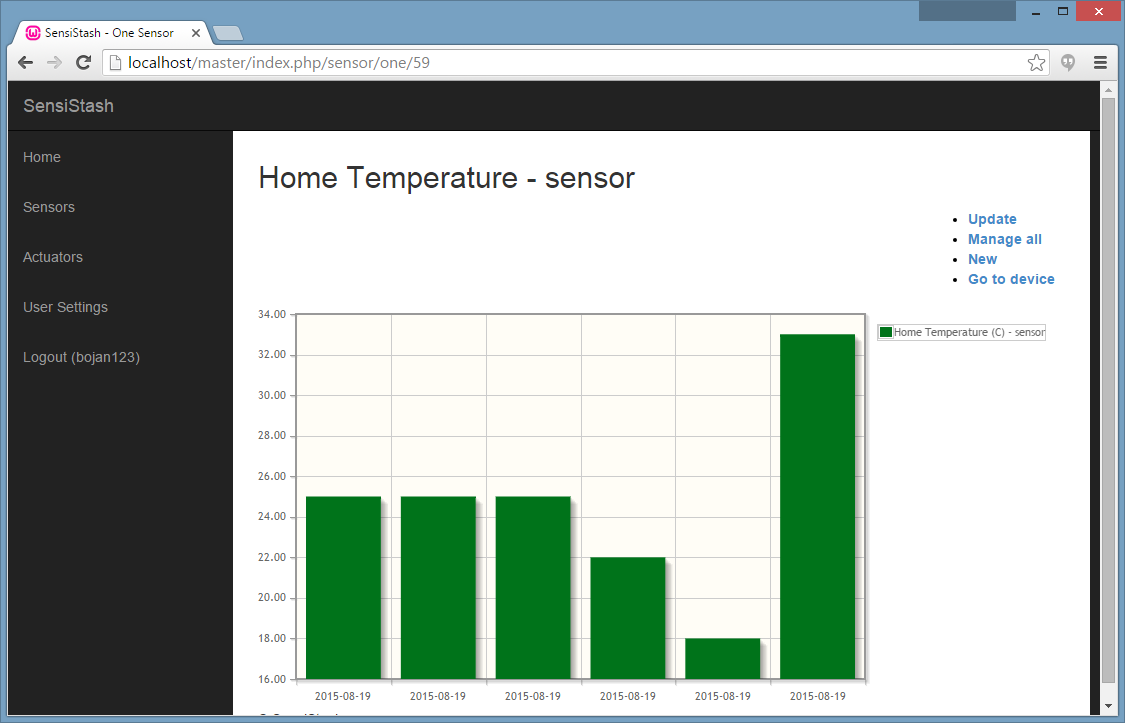 SensiStash - One Sensor
localhost/master/index.php/sensor/one/59
SensiStash
Home
Sensors
Actuators
User Settings
Logout (bojan123)
Home Temperature - sensor
Update
Manage all
New
Go to device
34.00
32.00
30.00
28.00
26.00
24.00
22.00
20.00
18.00
16.00
2015-08-19 2015-08-19 2015-08-19 2015-08-19 2015-08-19 2015-08-19
Home Temperature (C) - sensor